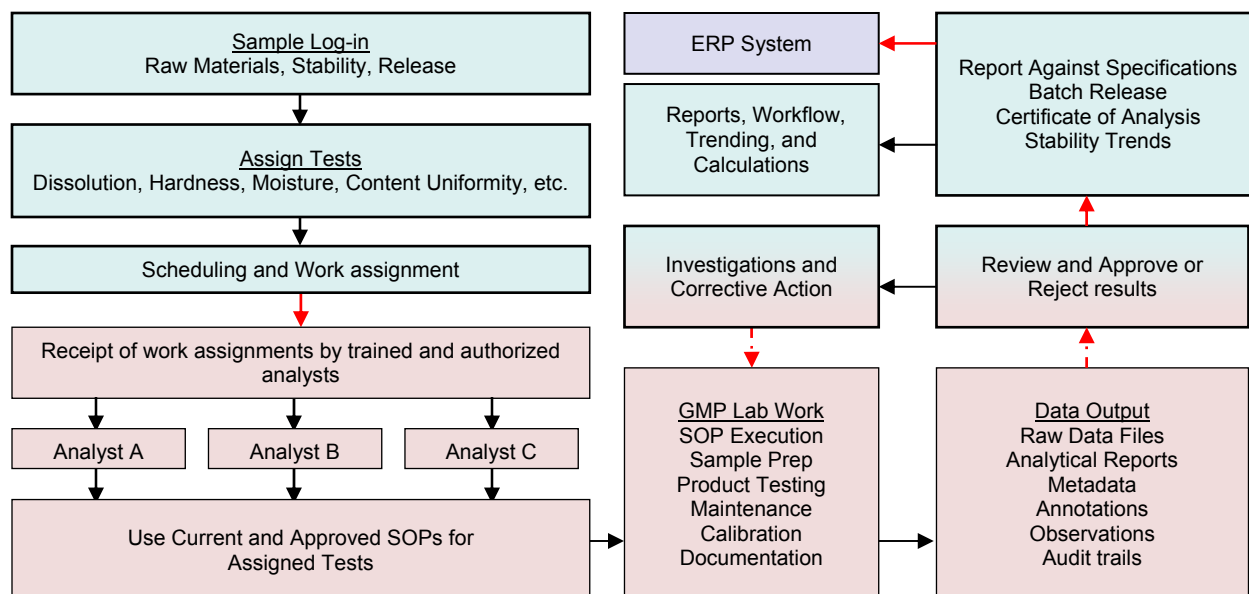 Sample Log-in
Raw Materials, Stability, Release
Assign Tests
Dissolution, Hardness, Moisture, Content Uniformity, etc.
Scheduling and Work assignment
Receipt of work assignments by trained and authorized
analysts
Analyst A
Analyst B
Analyst C
Use Current and Approved SOPs for
Assigned Tests
ERP System
Reports, Workflow,
Trending, and
Calculations
Investigations and
Corrective Action
GMP Lab Work
SOP Execution
Sample Prep
Product Testing
Maintenance
Calibration
Documentation
Report Against Specifications
Batch Release
Certificate of Analysis
Stability Trends
Review and Approve or
Reject results
Data Output
Raw Data Files
Analytical Reports
Metadata
Annotations
Observations
Audit trails